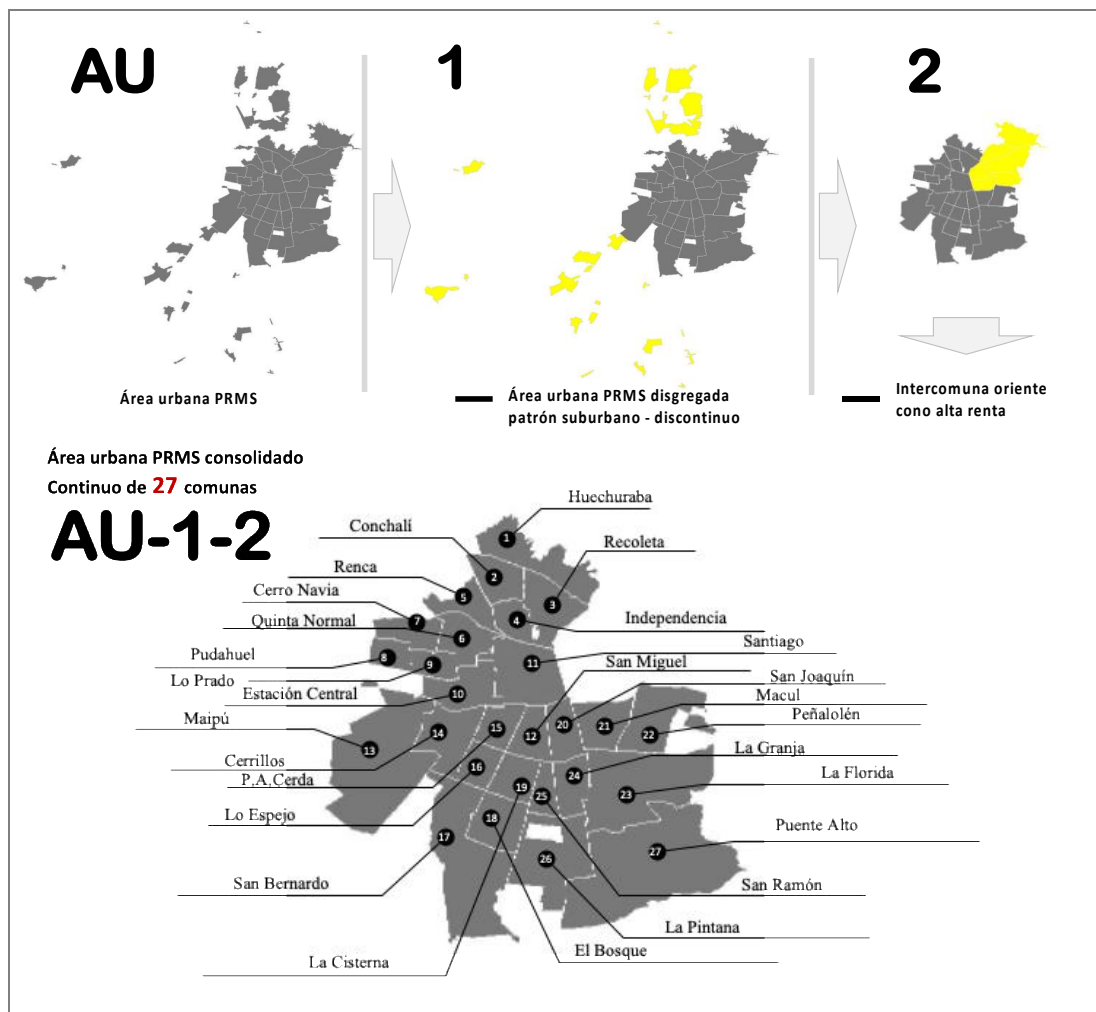 AU
1
2
Área urbana PRMS
Área urbana PRMS disgregada
patrón suburbano - discontinuo
Intercomuna oriente
cono alta renta
Área urbana PRMS consolidado
Continuo de 27 comunas
AU-1-2
Huechuraba
Conchalí
Recoleta
Renca
Cerro Navia
Independencia
Quinta Normal
Santiago
Pudahuel
San Miguel
Lo Prado
San Joaquín
Estación Central
Macul
Maipú
Peñalolén
La Granja
Cerrillos
P.A.Cerda
La Florida
Lo Espejo
Puente Alto
San Bernardo
San Ramón
La Pintana
El Bosque
La Cisterna
1
2
3
4
5
6
7
8
9
10
11
12
13
14
15
16
17
18
19
20
21
22
23
24
25
26
27